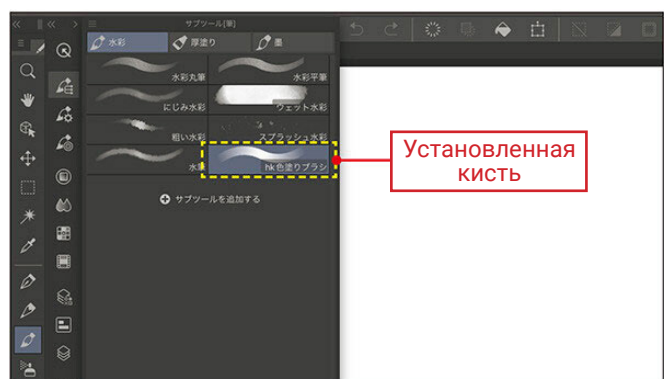 サブツール[筆]
水彩
厚塗り
墨
水彩丸筆
水彩平筆
にじみ水彩
ウェット水彩
粗い水彩
スプラッシュ水彩
水筆
hk色塗りブラシ
サブツールを追加する
Установленная
кисть